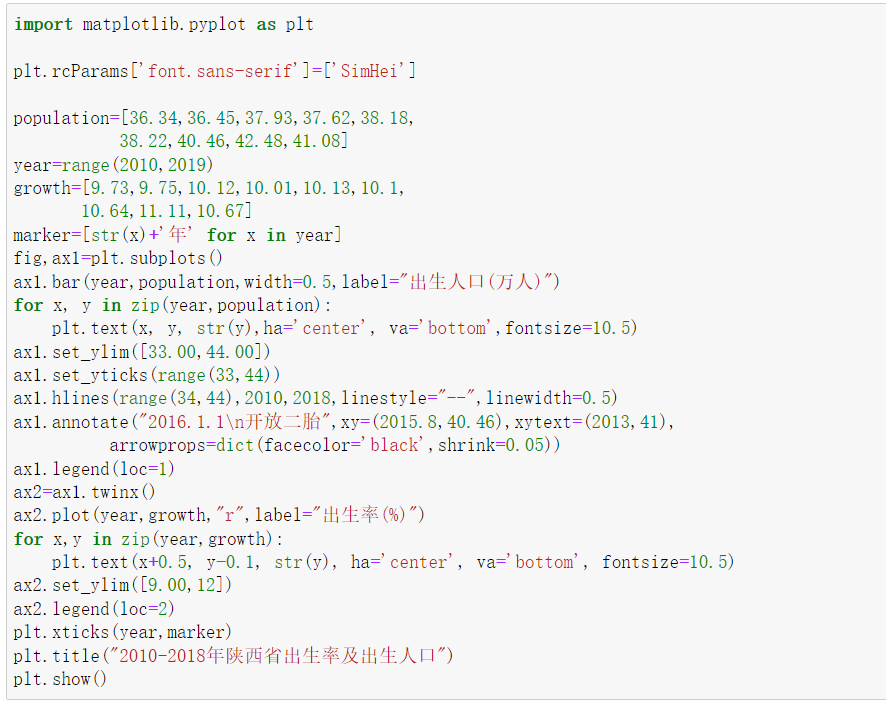 import matplotlib.pyplot as plt
plt.rcParams['font.sans-serif']=['SimHei']
population=[36.34,36.45,37.93,37.62,38.18,
           38.22,40.46,42.48,41.08]
year=range(2010,2019)
growth=[9.73,9.75,10.12,10.01,10.13,10.1,
       10.64,11.11,10.67]
marker=[str(x)+'年' for x in year]
fig,ax1=plt.subplots()
ax1.bar(year,population,width=0.5,label="出生人口(万人)")
for x, y in zip(year,population):
    plt.text(x, y, str(y),ha='center', va='bottom',fontsize=10.5)
ax1.set_ylim([33.00,44.00])
ax1.set_yticks(range(33,44))
ax1.hlines(range(34,44),2010,2018,linestyle="--",linewidth=0.5)
ax1.annotate("2016.1.1\n开放二胎",xy=(2015.8,40.46),xytext=(2013,41),
          arrowprops=dict(facecolor='black',shrink=0.05))
ax1.legend(loc=1)
ax2=ax1.twinx()
ax2.plot(year,growth,"r",label="出生率(%)")
for x,y in zip(year,growth):
    plt.text(x+0.5, y-0.1, str(y), ha='center', va='bottom', fontsize=10.5)
ax2.set_ylim([9.00,12])
ax2.legend(loc=2)
plt.xticks(year,marker)
plt.title("2010-2018年陕西省出生率及出生人口")
plt.show()